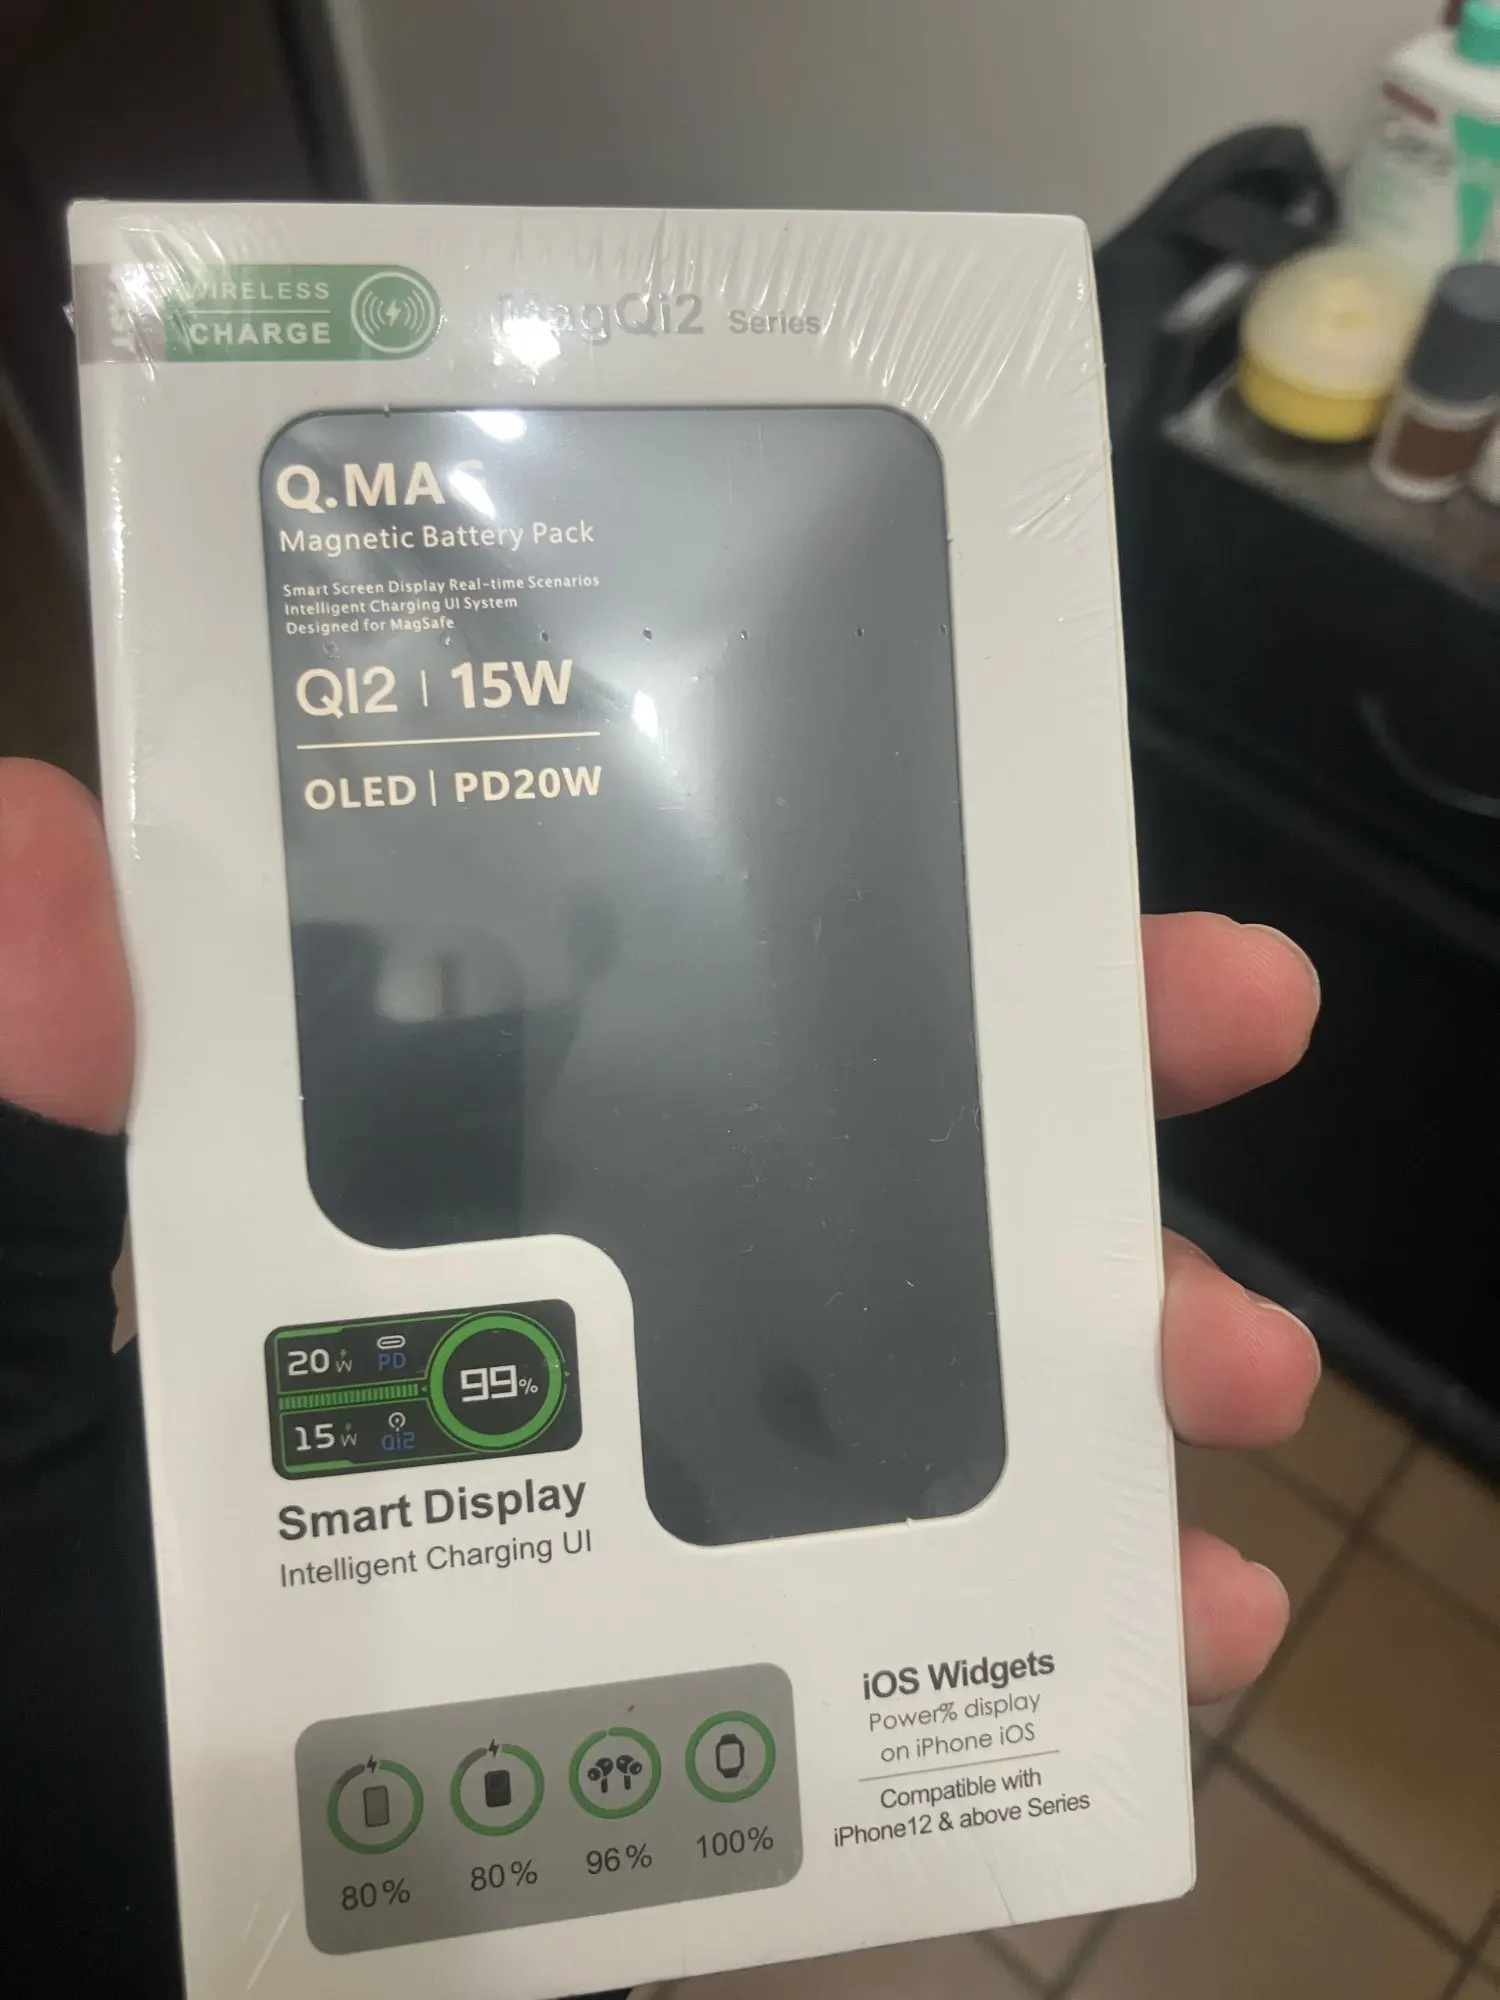 WIRELESS
CHARGE
MagQi2 Series
Q.MAG
Magnetic Battery Pack
Smart Screen Display Real-time Scenarios
Intelligent Charging UI System
Designed for MagSafe
QI2 | 15W
OLED | PD20W
20W PD
99%
15W Qi2
Smart Display
Intelligent Charging UI
iOS Widgets
Power% display
on iPhone iOS
Compatible with
iPhone12 & above Series
80% 80% 96% 100%